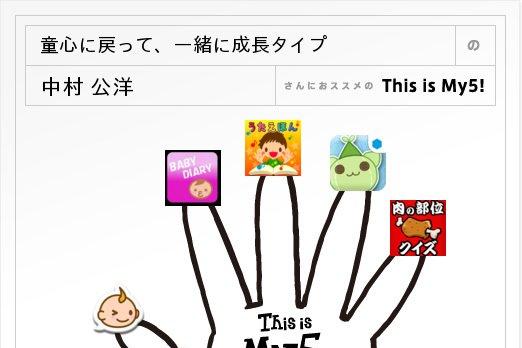 童心に戻って、一緒に成長タイプ の
中村 公洋 さんにおススメの This is My5!
うたえほん
BABY
DIARY
肉の部位
クイズ
This is
My5